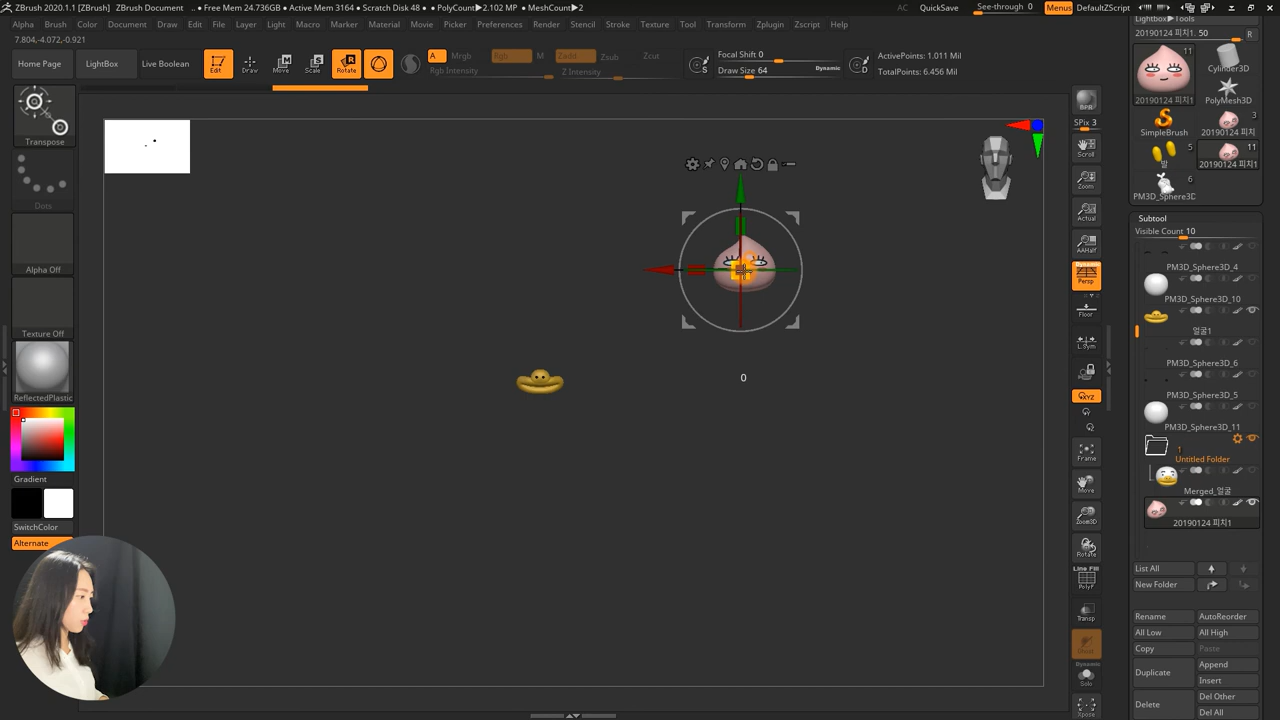 ZBrush 2020.1.1 [ZBrush] ZBrush Document .. • Free Mem 24.736GB • Active Mem 3164 • Scratch Disk 48 • • PolyCount▶2.102 MP • MeshCount▶2
AC QuickSave See-through 0 Menus DefaultZScript
Alpha Brush Color Document Draw Edit File Layer Light Macro Marker Material Movie Picker Preferences Render Stencil Stroke Texture Tool Transform Zplugin Zscript Help
7.804,-4.072,-0.921
Home Page LightBox Live Boolean
Edit Draw Move Scale Rotate
A Mrgb Rgb M Zadd Zsub Zcut
Rgb Intensity Z Intensity
Focal Shift 0
Draw Size 64 Dynamic
S D
ActivePoints: 1.011 Mil
TotalPoints: 6.456 Mil
Transpose
Dots
Alpha Off
Texture Off
ReflectedPlastic
Gradient
SwitchColor
Alternate
0
BPR
SPix 3
Scroll
Zoom
Actual
AAHalf
Dynamic
Persp
Floor
L.Sym
XYZ
Frame
Move
Zoom3D
Rotate
Line Fill
PolyF
Transp
Dynamic
Solo
Xpose
Lightbox▶Tools
20190124 피치1. 50 R
11
20190124 피치1
Cylinder3D
PolyMesh3D
SimpleBrush
3
20190124 피치
5
발
11
20190124 피치1
6
PM3D_Sphere3D
Subtool
Visible Count 10
PM3D_Sphere3D_4
PM3D_Sphere3D_10
얼굴1
PM3D_Sphere3D_6
PM3D_Sphere3D_5
PM3D_Sphere3D_11
1
Untitled Folder
Merged_얼굴
20190124 피치1
List All
New Folder
Rename AutoReorder
All Low All High
Copy Paste
Duplicate Append
Insert
Delete Del Other
Del All